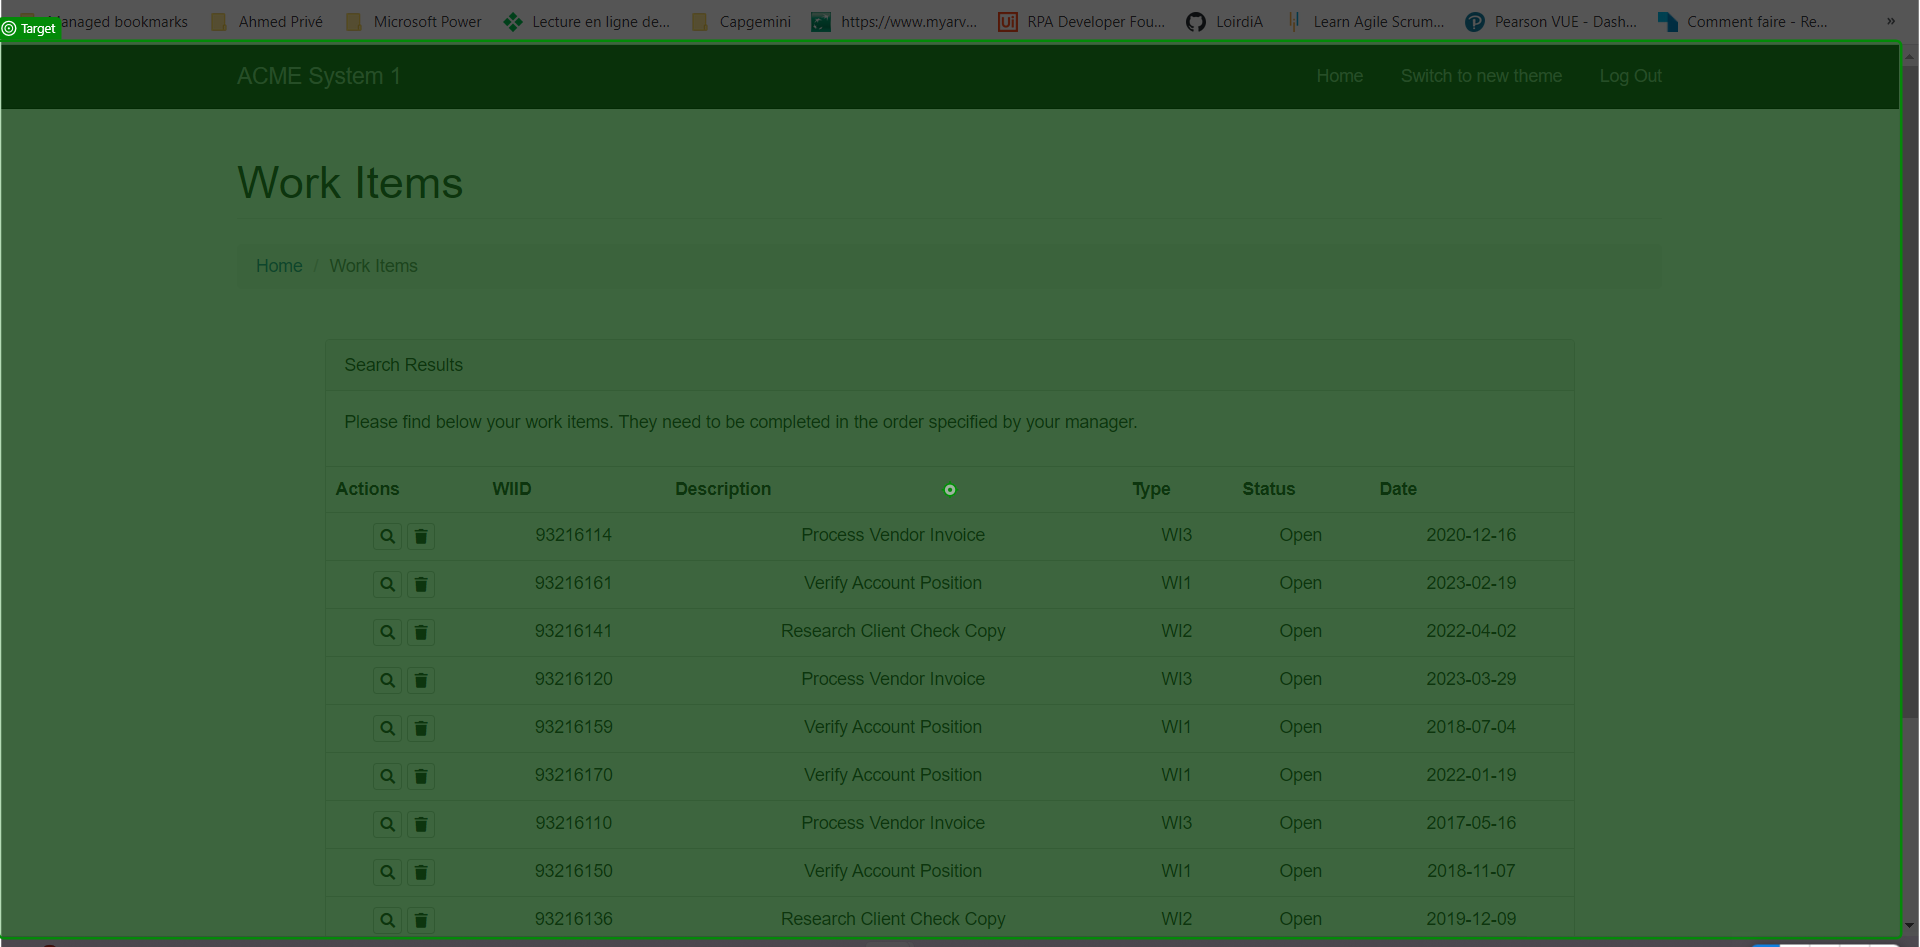 Managed bookmarks Ahmed Privé Microsoft Power Lecture en ligne de... Capgemini https://www.myarv... Ui RPA Developer Fou... LoirdiA Learn Agile Scrum... Pearson VUE - Dash... Comment faire - Re... »
Target
ACME System 1 Home Switch to new theme Log Out
Work Items
Home / Work Items
Search Results
Please find below your work items. They need to be completed in the order specified by your manager.
Actions WIID Description Type Status Date
93216114 Process Vendor Invoice WI3 Open 2020-12-16
93216161 Verify Account Position WI1 Open 2023-02-19
93216141 Research Client Check Copy WI2 Open 2022-04-02
93216120 Process Vendor Invoice WI3 Open 2023-03-29
93216159 Verify Account Position WI1 Open 2018-07-04
93216170 Verify Account Position WI1 Open 2022-01-19
93216110 Process Vendor Invoice WI3 Open 2017-05-16
93216150 Verify Account Position WI1 Open 2018-11-07
93216136 Research Client Check Copy WI2 Open 2019-12-09